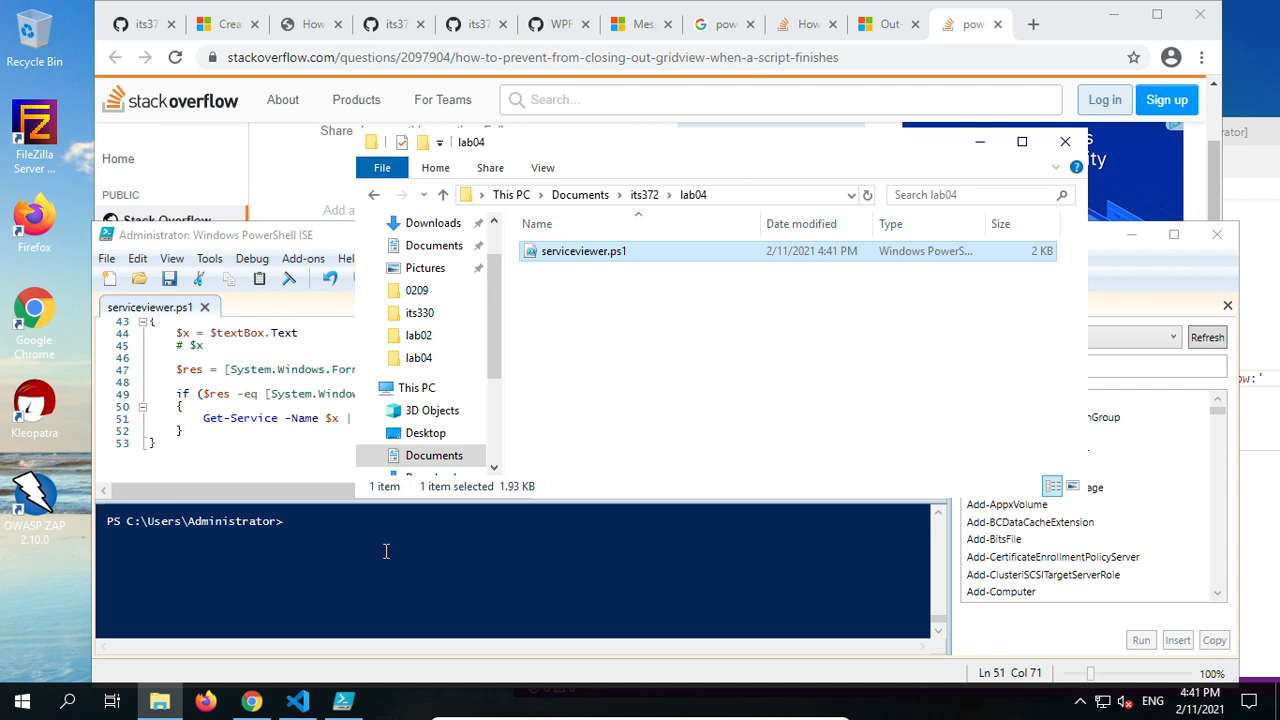 Recycle Bin
FileZilla
Server ...
Firefox
Google
Chrome
Kleopatra
OWASP ZAP
2.10.0
its37
Crea
How
its37
its37
WPF
Mes
pow
How
Out
pow
stackoverflow.com/questions/2097904/how-to-prevent-from-closing-out-gridview-when-a-script-finishes
stack overflow
About
Products
For Teams
Search...
Log in
Sign up
Home
PUBLIC
Stack Overflow
Share
Add a
lab04
File
Home
Share
View
This PC
Documents
its372
lab04
Search lab04
Downloads
Documents
Pictures
0209
its330
lab02
lab04
This PC
3D Objects
Desktop
Documents
Name
Date modified
Type
Size
serviceviewer.ps1
2/11/2021 4:41 PM
Windows PowerS...
2 KB
1 item
1 item selected 1.93 KB
Administrator: Windows PowerShell ISE
File
Edit
View
Tools
Debug
Add-ons
Hel
serviceviewer.ps1
43 {
44 $x = $textBox.Text
45 # $x
46
47 $res = [System.Windows.Forr
48
49 if ($res -eq [System.Window
50 {
51 Get-Service -Name $x |
52 }
53 }
PS C:\Users\Administrator>
Refresh
ow:'
nGroup
age
Add-AppxVolume
Add-BCDataCacheExtension
Add-BitsFile
Add-CertificateEnrollmentPolicyServer
Add-ClusteriSCSITargetServerRole
Add-Computer
Run
Insert
Copy
Ln 51 Col 71
100%
ENG
4:41 PM
2/11/2021